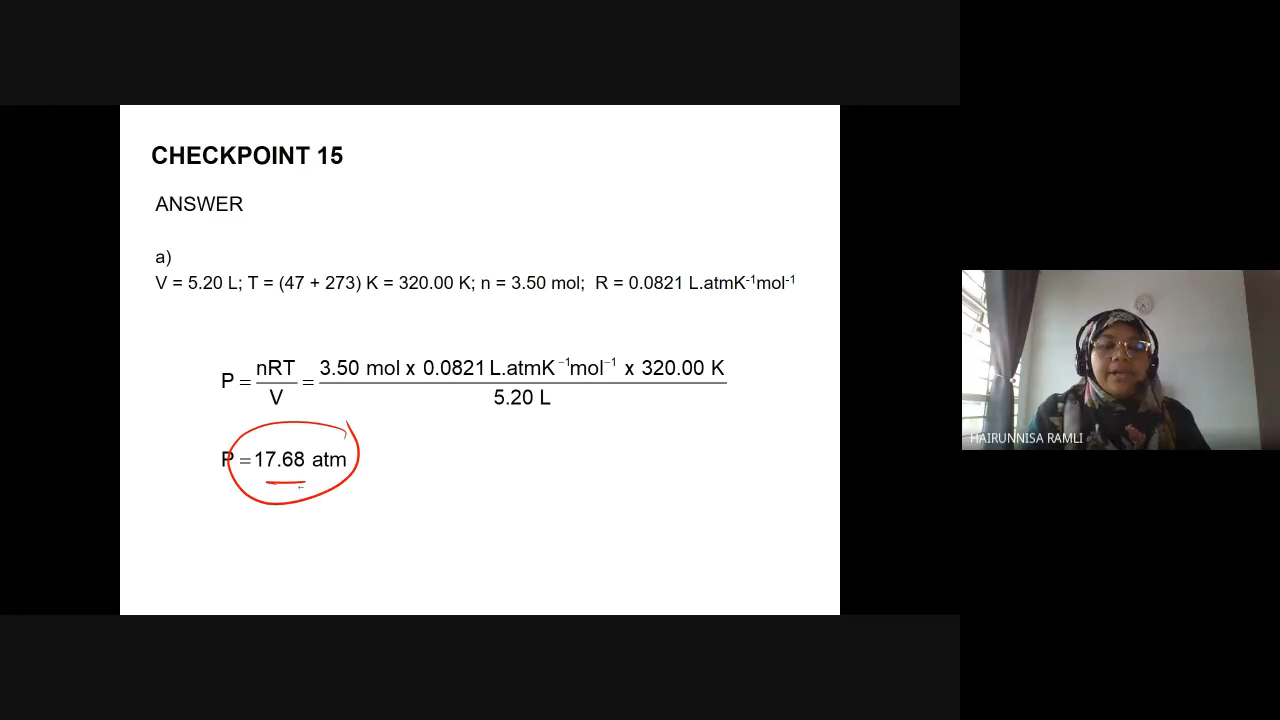 CHECKPOINT 15
ANSWER
a)
V = 5.20 L; T = (47 + 273) K = 320.00 K; n = 3.50 mol;  R = 0.0821 L.atmK⁻¹mol⁻¹
P = nRT / V = 3.50 mol x 0.0821 L.atmK⁻¹mol⁻¹ x 320.00 K / 5.20 L
P = 17.68 atm
HAIRUNNISA RAMLI